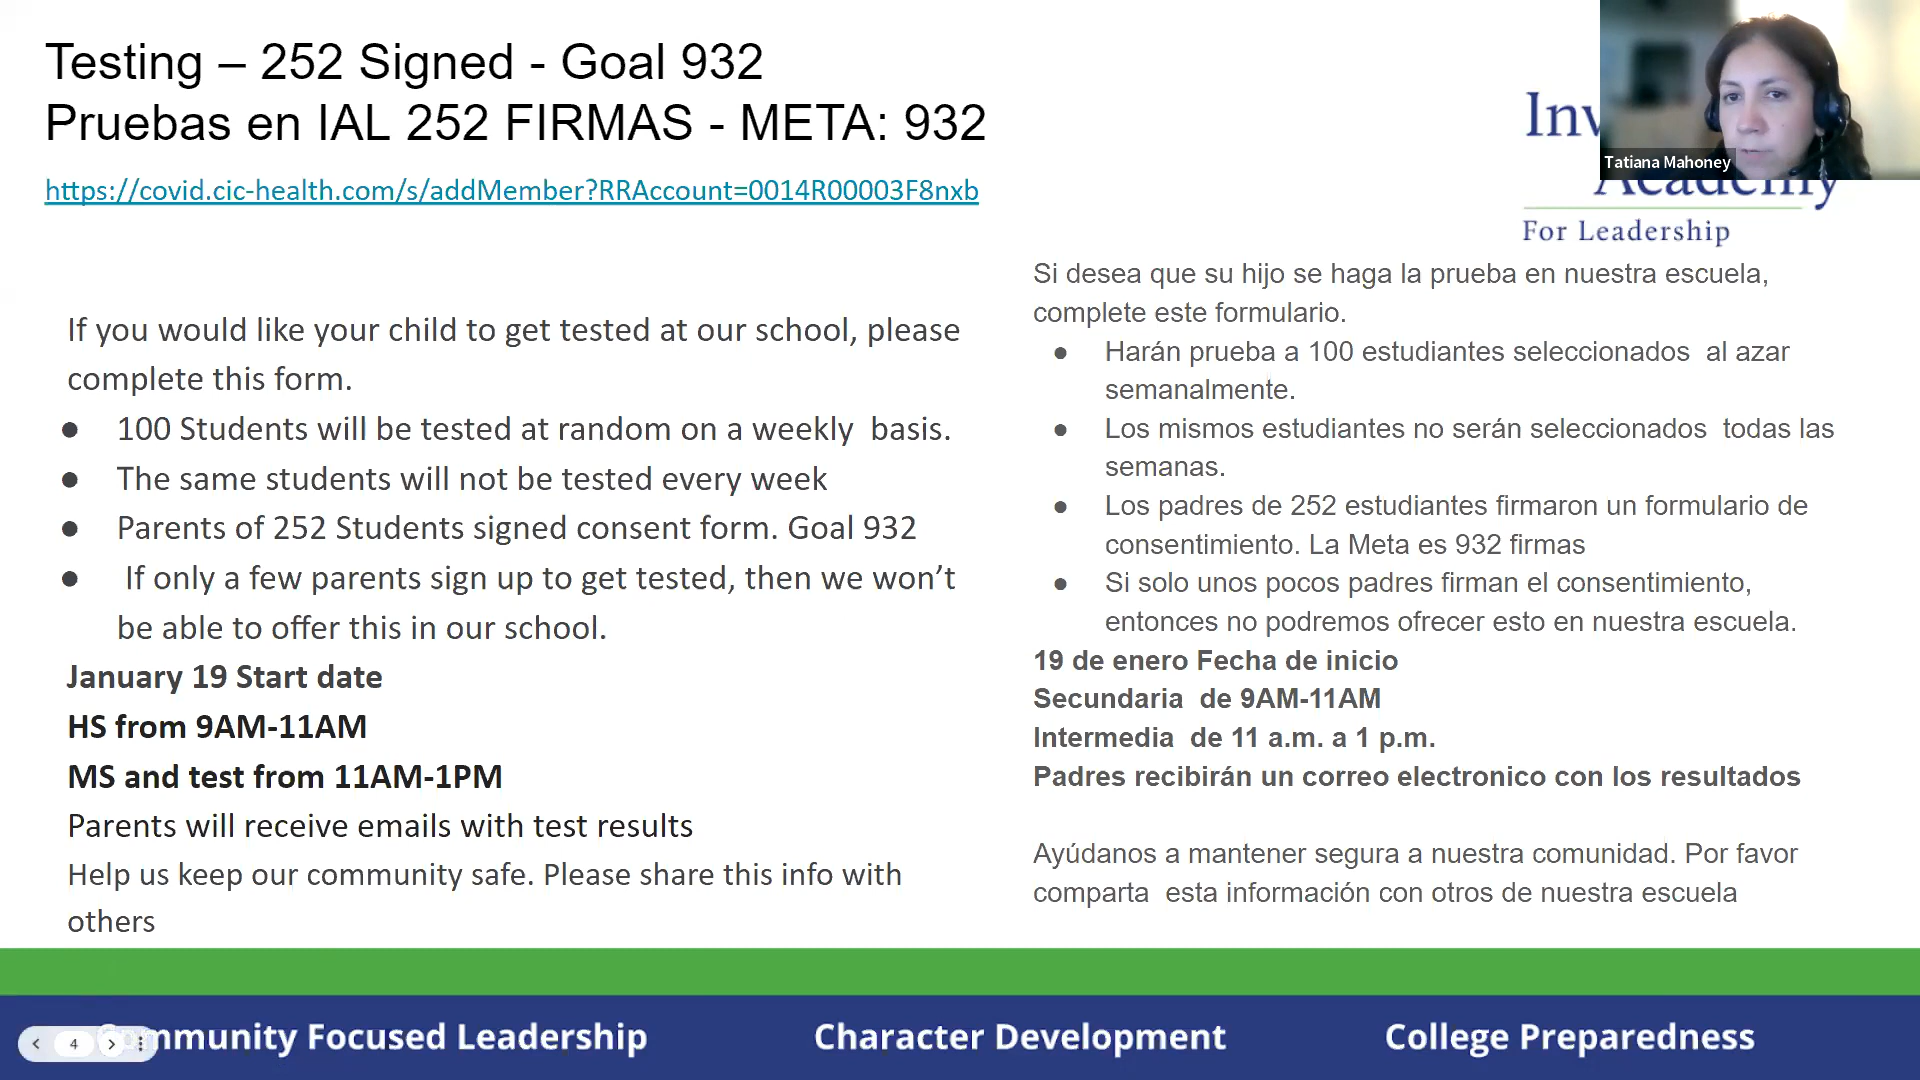 Testing – 252 Signed - Goal 932
Pruebas en IAL 252 FIRMAS - META: 932
https://covid.cic-health.com/s/addMember?RRAccount=0014R00003F8nxb
Tatiana Mahoney
Academy
For Leadership
If you would like your child to get tested at our school, please
complete this form.
● 100 Students will be tested at random on a weekly basis.
● The same students will not be tested every week
● Parents of 252 Students signed consent form. Goal 932
● If only a few parents sign up to get tested, then we won’t
be able to offer this in our school.
January 19 Start date
HS from 9AM-11AM
MS and test from 11AM-1PM
Parents will receive emails with test results
Help us keep our community safe. Please share this info with
others
Si desea que su hijo se haga la prueba en nuestra escuela,
complete este formulario.
● Harán prueba a 100 estudiantes seleccionados al azar
semanalmente.
● Los mismos estudiantes no serán seleccionados todas las
semanas.
● Los padres de 252 estudiantes firmaron un formulario de
consentimiento. La Meta es 932 firmas
● Si solo unos pocos padres firman el consentimiento,
entonces no podremos ofrecer esto en nuestra escuela.
19 de enero Fecha de inicio
Secundaria de 9AM-11AM
Intermedia de 11 a.m. a 1 p.m.
Padres recibirán un correo electronico con los resultados
Ayúdanos a mantener segura a nuestra comunidad. Por favor
comparta esta información con otros de nuestra escuela
4
Community Focused Leadership
Character Development
College Preparedness